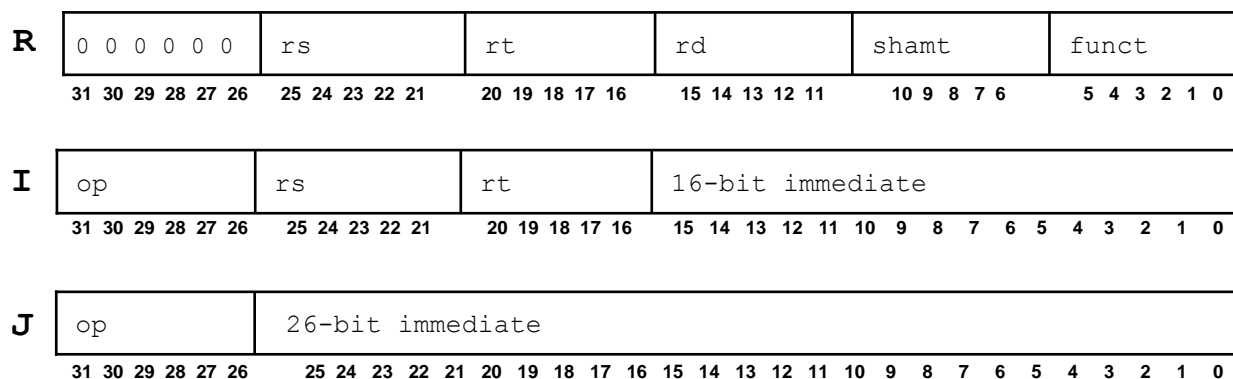 R 0 0 0 0 0 0 rs rt rd shamt funct
31 30 29 28 27 26 25 24 23 22 21 20 19 18 17 16 15 14 13 12 11 10 9 8 7 6 5 4 3 2 1 0
I op rs rt 16-bit immediate
31 30 29 28 27 26 25 24 23 22 21 20 19 18 17 16 15 14 13 12 11 10 9 8 7 6 5 4 3 2 1 0
J op 26-bit immediate
31 30 29 28 27 26 25 24 23 22 21 20 19 18 17 16 15 14 13 12 11 10 9 8 7 6 5 4 3 2 1 0